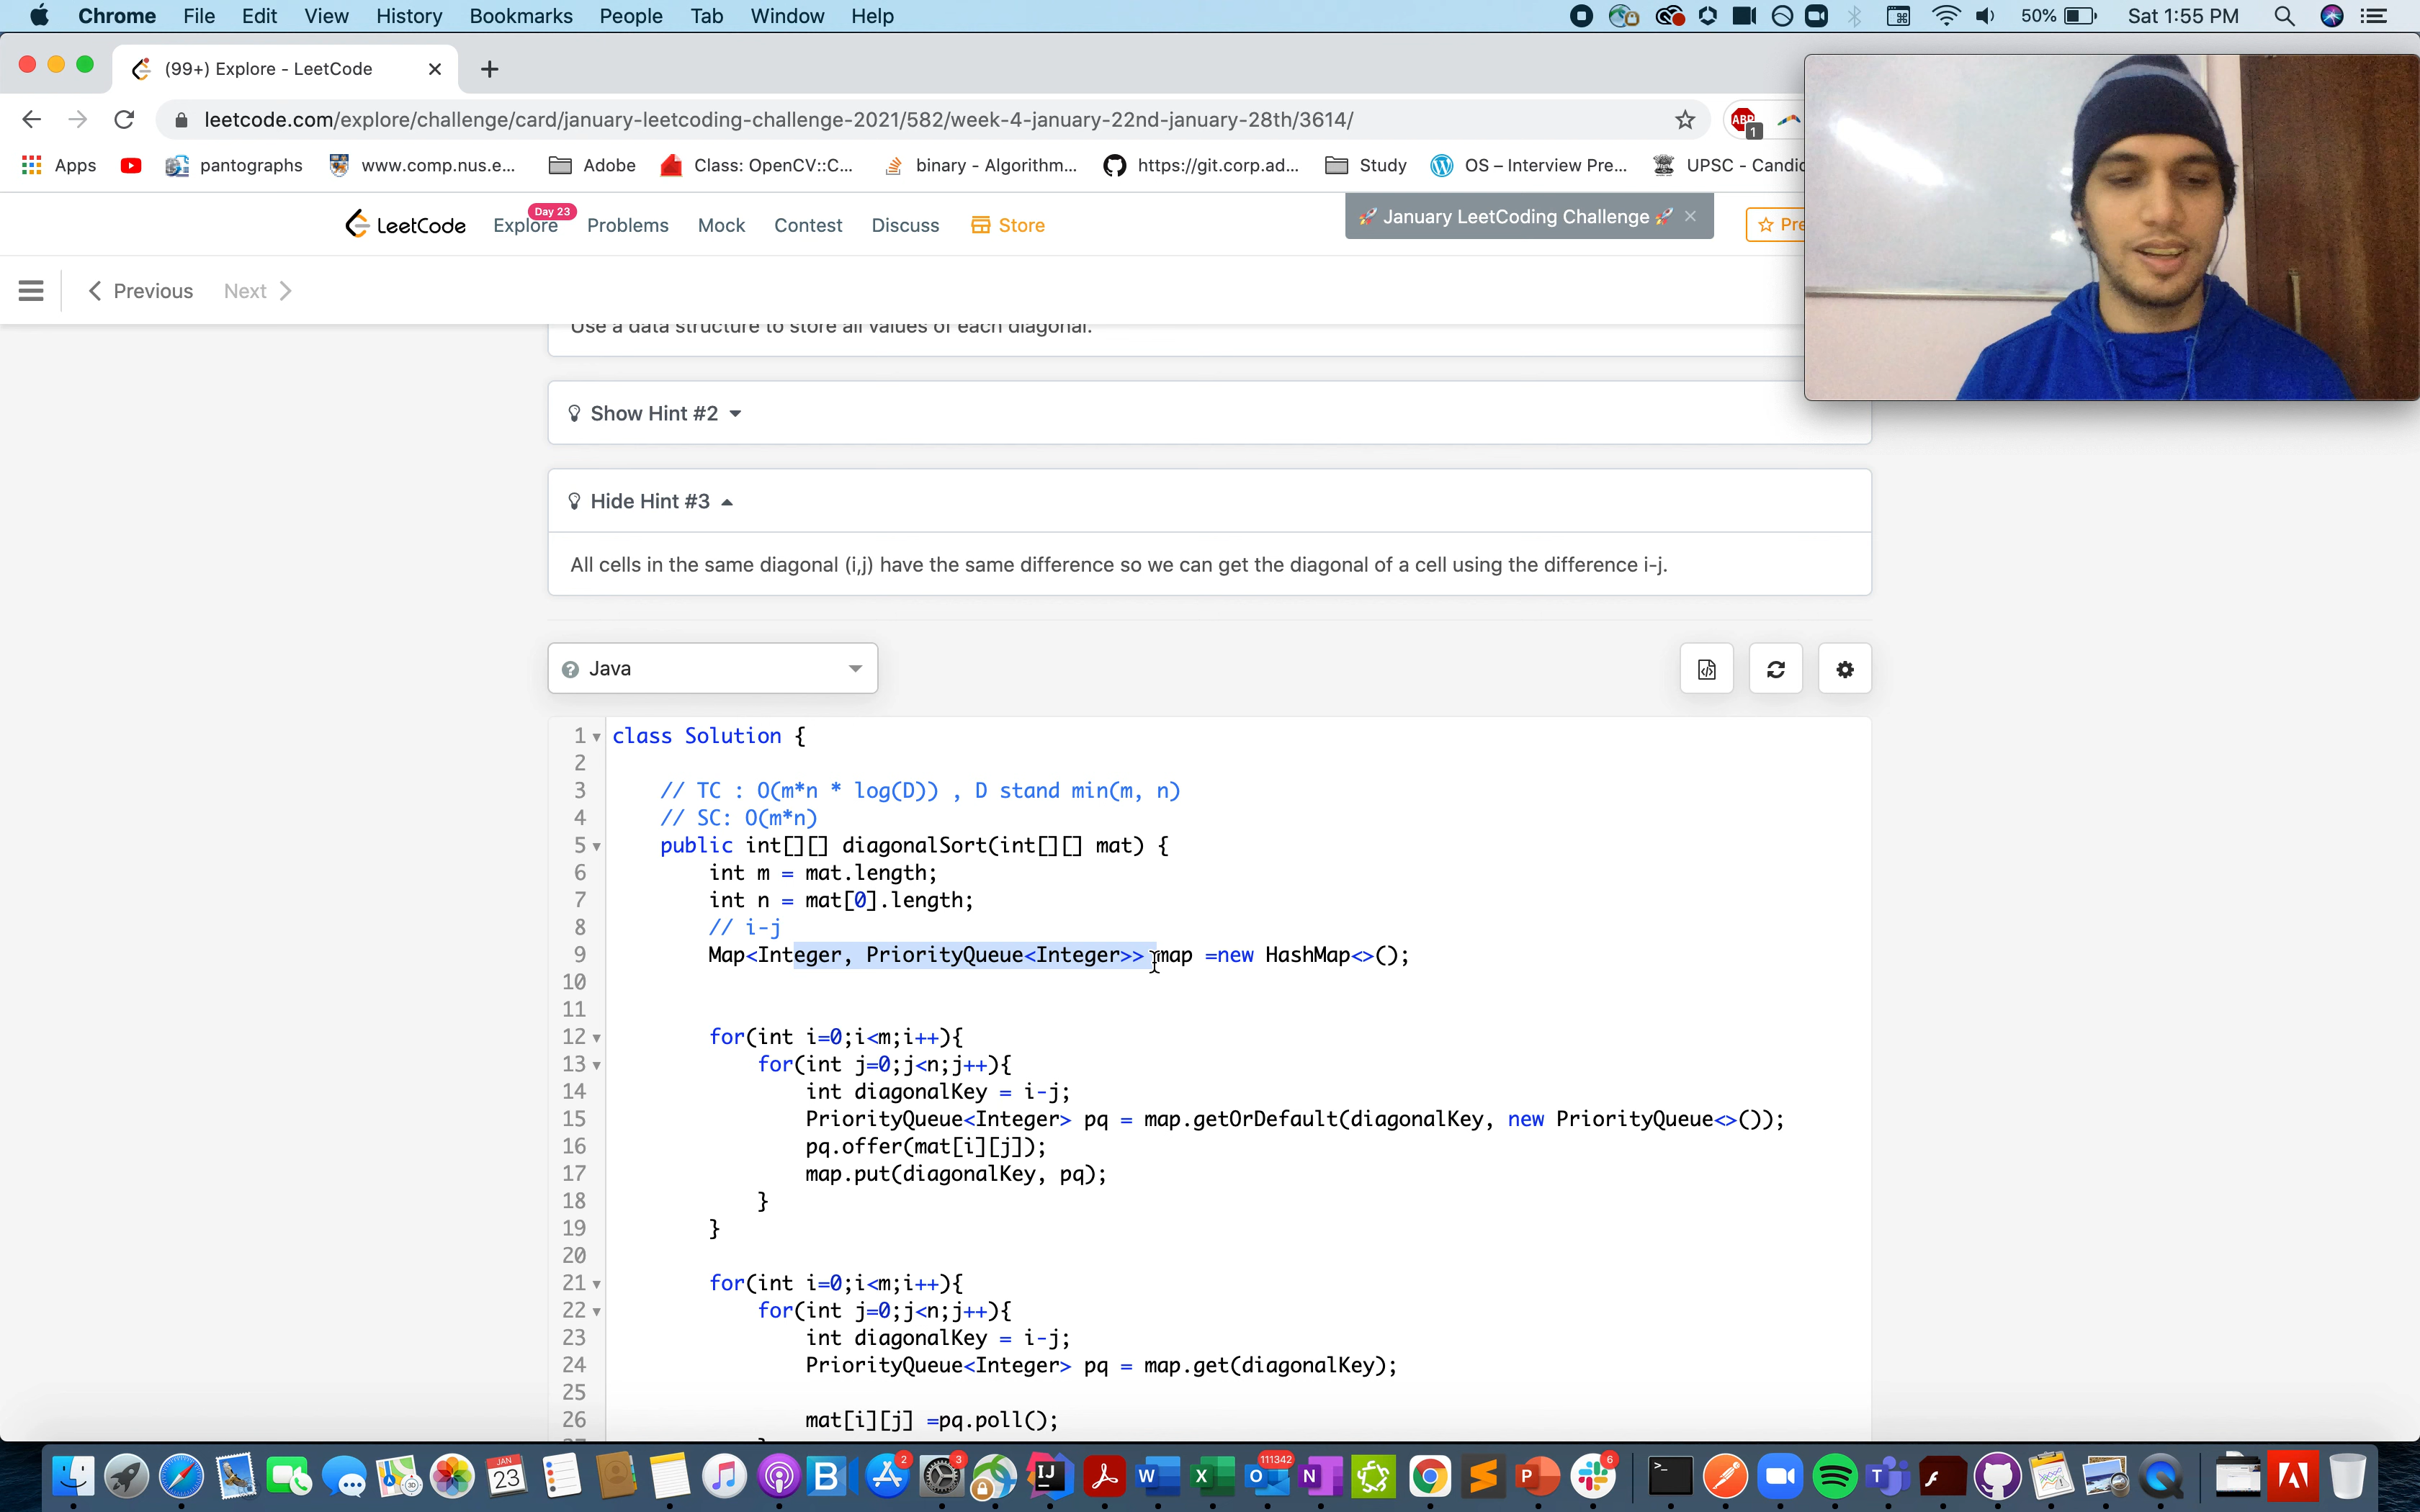 Chrome File Edit View History Bookmarks People Tab Window Help 50% Sat 1:55 PM
(99+) Explore - LeetCode
leetcode.com/explore/challenge/card/january-leetcoding-challenge-2021/582/week-4-january-22nd-january-28th/3614/
ABP 1
Apps pantographs www.comp.nus.e... Adobe Class: OpenCV::C... binary - Algorithm... https://git.corp.ad... Study OS – Interview Pre... UPSC - Candid
LeetCode Explore Day 23 Problems Mock Contest Discuss Store 🚀 January LeetCoding Challenge 🚀 × Pre
Previous Next
Use a data structure to store all values of each diagonal.
Show Hint #2
Hide Hint #3
All cells in the same diagonal (i,j) have the same difference so we can get the diagonal of a cell using the difference i-j.
Java
1 class Solution {
2
3 // TC : O(m*n * log(D)) , D stand min(m, n)
4 // SC: O(m*n)
5 public int[][] diagonalSort(int[][] mat) {
6 int m = mat.length;
7 int n = mat[0].length;
8 // i-j
9 Map<Integer, PriorityQueue<Integer>> map =new HashMap<>();
10
11
12 for(int i=0;i<m;i++){
13 for(int j=0;j<n;j++){
14 int diagonalKey = i-j;
15 PriorityQueue<Integer> pq = map.getOrDefault(diagonalKey, new PriorityQueue<>());
16 pq.offer(mat[i][j]);
17 map.put(diagonalKey, pq);
18 }
19 }
20
21 for(int i=0;i<m;i++){
22 for(int j=0;j<n;j++){
23 int diagonalKey = i-j;
24 PriorityQueue<Integer> pq = map.get(diagonalKey);
25
26 mat[i][j] =pq.poll();
JAN 23 2 3 111342 6